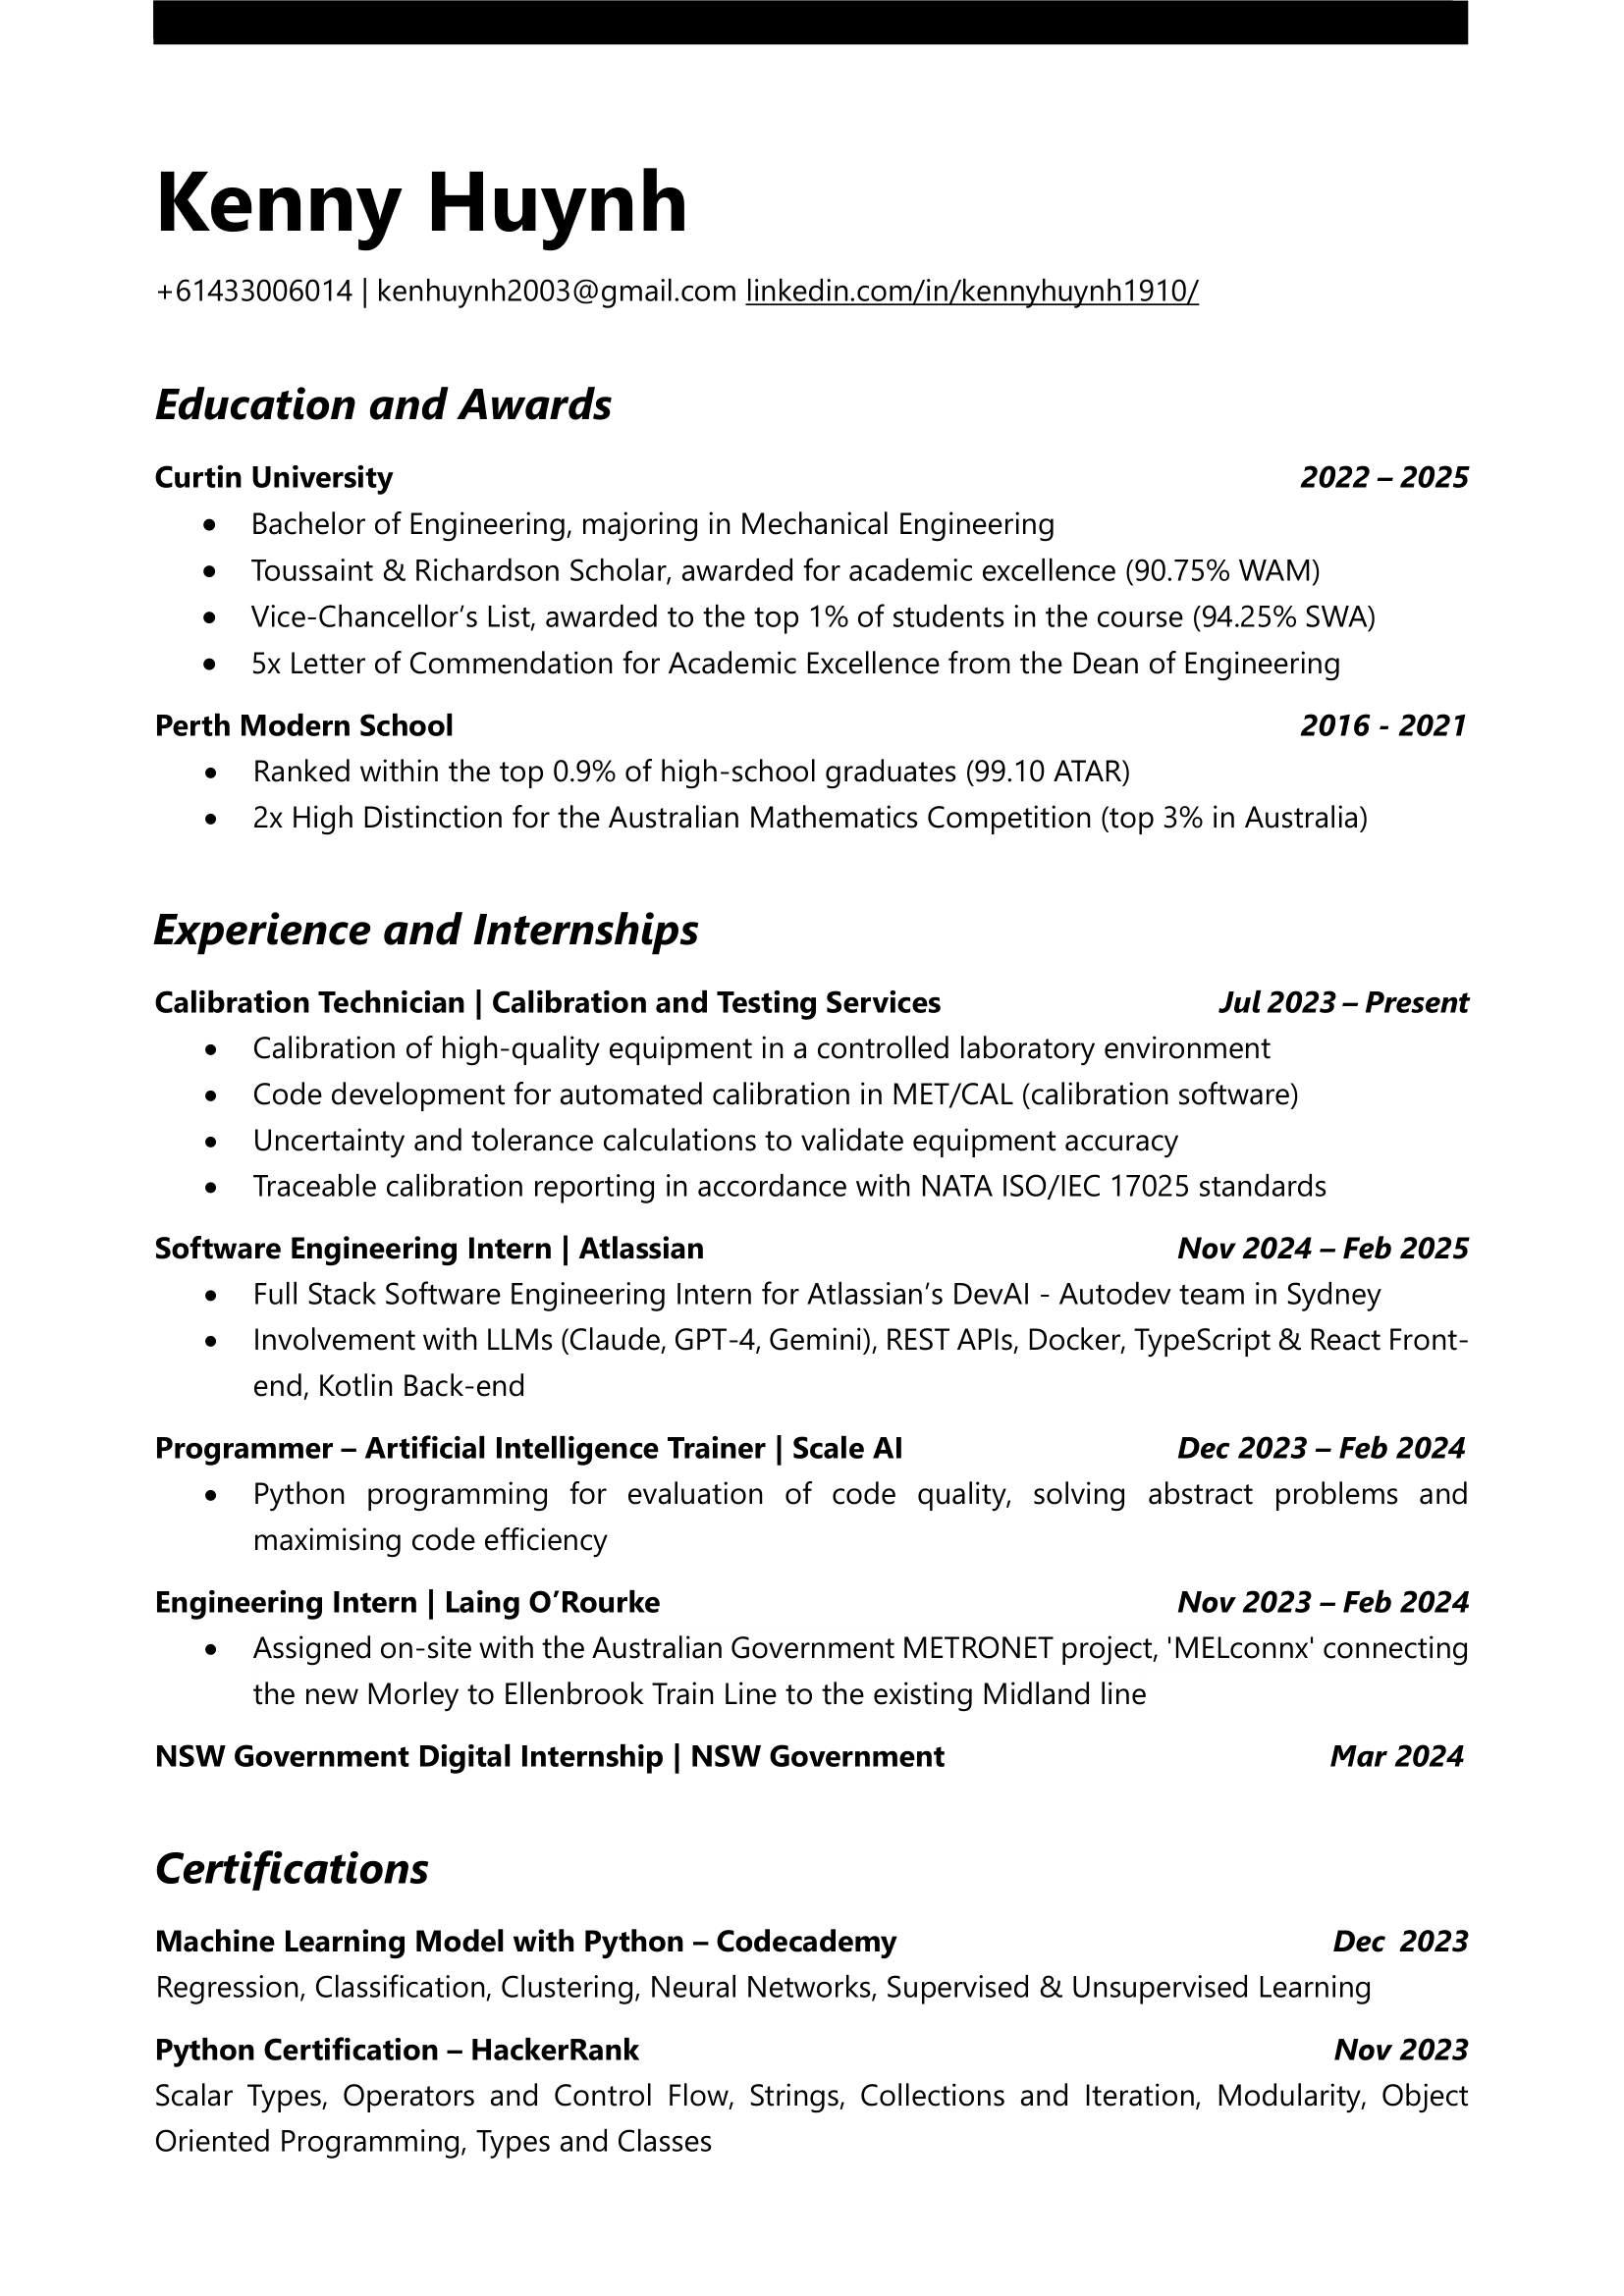 Kenny Huynh
+61433006014 | kenhuynh2003@gmail.com linkedin.com/in/kennyhuynh1910/
Education and Awards
Curtin University 2022 – 2025
• Bachelor of Engineering, majoring in Mechanical Engineering
• Toussaint & Richardson Scholar, awarded for academic excellence (90.75% WAM)
• Vice-Chancellor’s List, awarded to the top 1% of students in the course (94.25% SWA)
• 5x Letter of Commendation for Academic Excellence from the Dean of Engineering
Perth Modern School 2016 - 2021
• Ranked within the top 0.9% of high-school graduates (99.10 ATAR)
• 2x High Distinction for the Australian Mathematics Competition (top 3% in Australia)
Experience and Internships
Calibration Technician | Calibration and Testing Services Jul 2023 – Present
• Calibration of high-quality equipment in a controlled laboratory environment
• Code development for automated calibration in MET/CAL (calibration software)
• Uncertainty and tolerance calculations to validate equipment accuracy
• Traceable calibration reporting in accordance with NATA ISO/IEC 17025 standards
Software Engineering Intern | Atlassian Nov 2024 – Feb 2025
• Full Stack Software Engineering Intern for Atlassian’s DevAI - Autodev team in Sydney
• Involvement with LLMs (Claude, GPT-4, Gemini), REST APIs, Docker, TypeScript & React Front-
end, Kotlin Back-end
Programmer – Artificial Intelligence Trainer | Scale AI Dec 2023 – Feb 2024
• Python programming for evaluation of code quality, solving abstract problems and
maximising code efficiency
Engineering Intern | Laing O’Rourke Nov 2023 – Feb 2024
• Assigned on-site with the Australian Government METRONET project, 'MELconnx' connecting
the new Morley to Ellenbrook Train Line to the existing Midland line
NSW Government Digital Internship | NSW Government Mar 2024
Certifications
Machine Learning Model with Python – Codecademy Dec 2023
Regression, Classification, Clustering, Neural Networks, Supervised & Unsupervised Learning
Python Certification – HackerRank Nov 2023
Scalar Types, Operators and Control Flow, Strings, Collections and Iteration, Modularity, Object
Oriented Programming, Types and Classes